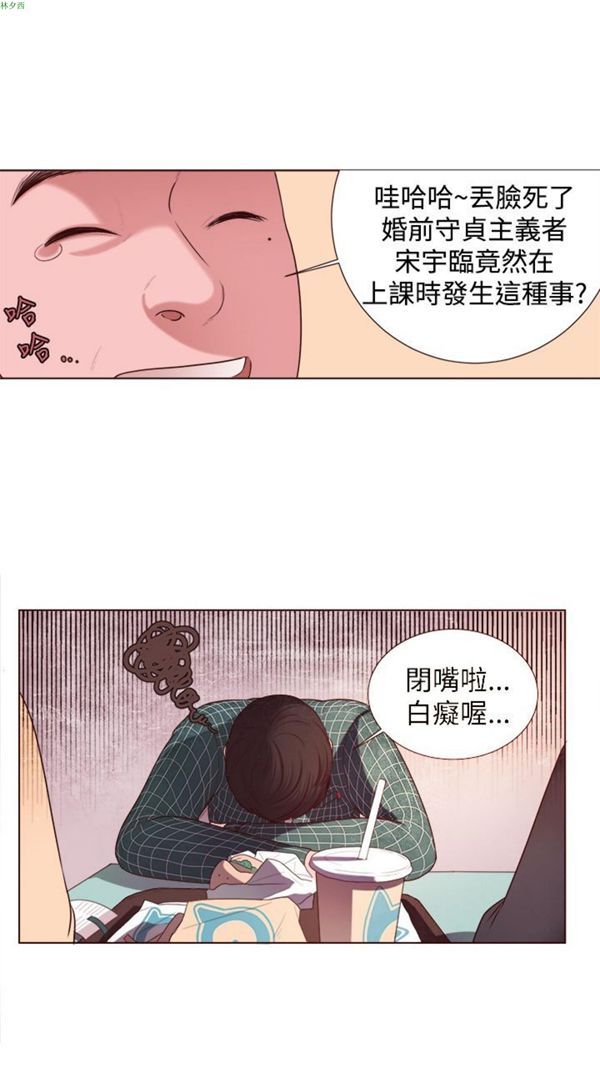 林夕西
哇哈哈~丟臉死了
婚前守貞主義者
宋宇臨竟然在
上課時發生這種事?
哈
哈...
閉嘴啦...
白癡喔...